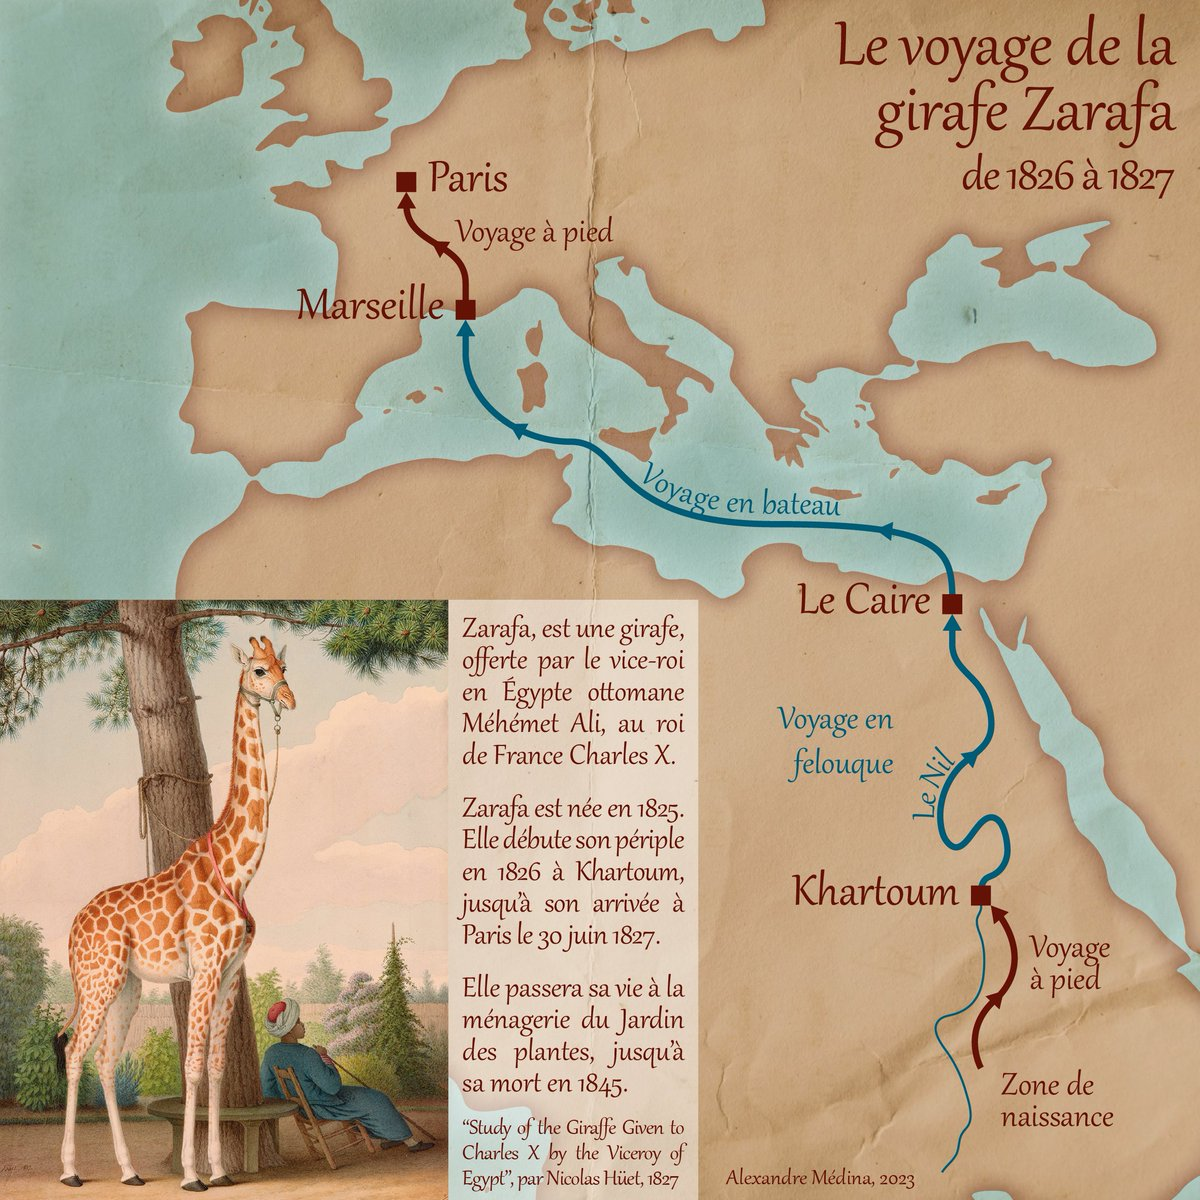 Le voyage de la
girafe Zarafa
de 1826 à 1827
Paris
Voyage à pied
Marseille
Voyage en bateau
Le Caire
Voyage en
felouque
Le Nil
Khartoum
Voyage
à pied
Zone de
naissance
Zarafa, est une girafe,
offerte par le vice-roi
en Égypte ottomane
Méhémet Ali, au roi
de France Charles X.
Zarafa est née en 1825.
Elle débute son périple
en 1826 à Khartoum,
jusqu'à son arrivée à
Paris le 30 juin 1827.
Elle passera sa vie à la
ménagerie du Jardin
des plantes, jusqu'à
sa mort en 1845.
“Study of the Giraffe Given to
Charles X by the Viceroy of
Egypt”, par Nicolas Hüet, 1827
Alexandre Médina, 2023